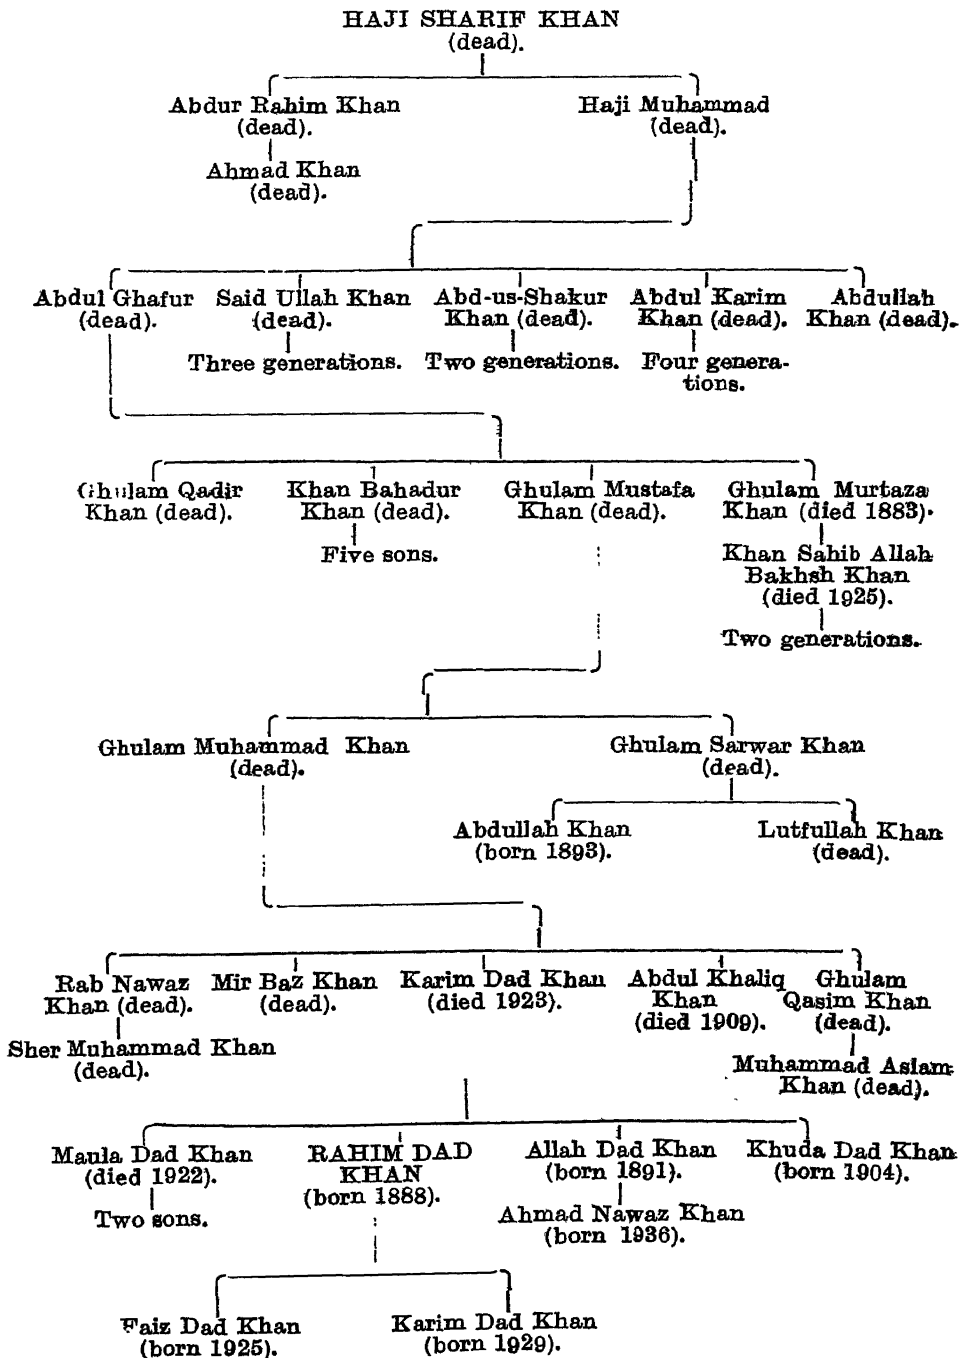 HAJI SHARIF KHAN
(dead).
Abdur Rahim Khan
(dead).
Haji Muhammad
(dead).
Ahmad Khan
(dead).
Abdul Ghafur
(dead).
Said Ullah Khan
(dead).
Abd-us-Shakur
Khan (dead).
Abdul Karim
Khan (dead).
Abdullah
Khan (dead).
Three generations.
Two generations.
Four genera-
tions.
Ghulam Qadir
Khan (dead).
Khan Bahadur
Khan (dead).
Ghulam Mustafa
Khan (dead).
Ghulam Murtaza
Khan (died 1883).
Five sons.
Khan Sahib Allah
Bakhsh Khan
(died 1925).
Two generations.
Ghulam Muhammad Khan
(dead).
Ghulam Sarwar Khan
(dead).
Abdullah Khan
(born 1893).
Lutfullah Khan
(dead).
Rab Nawaz
Khan (dead).
Mir Baz Khan
(dead).
Karim Dad Khan
(died 1923).
Abdul Khaliq
Khan
(died 1909).
Ghulam
Qasim Khan
(dead).
Sher Muhammad Khan
(dead).
Muhammad Aslam
Khan (dead).
Maula Dad Khan
(died 1922).
RAHIM DAD
KHAN
(born 1888).
Allah Dad Khan
(born 1891).
Khuda Dad Khan
(born 1904).
Two sons.
Ahmad Nawaz Khan
(born 1936).
Faiz Dad Khan
(born 1925).
Karim Dad Khan
(born 1929).